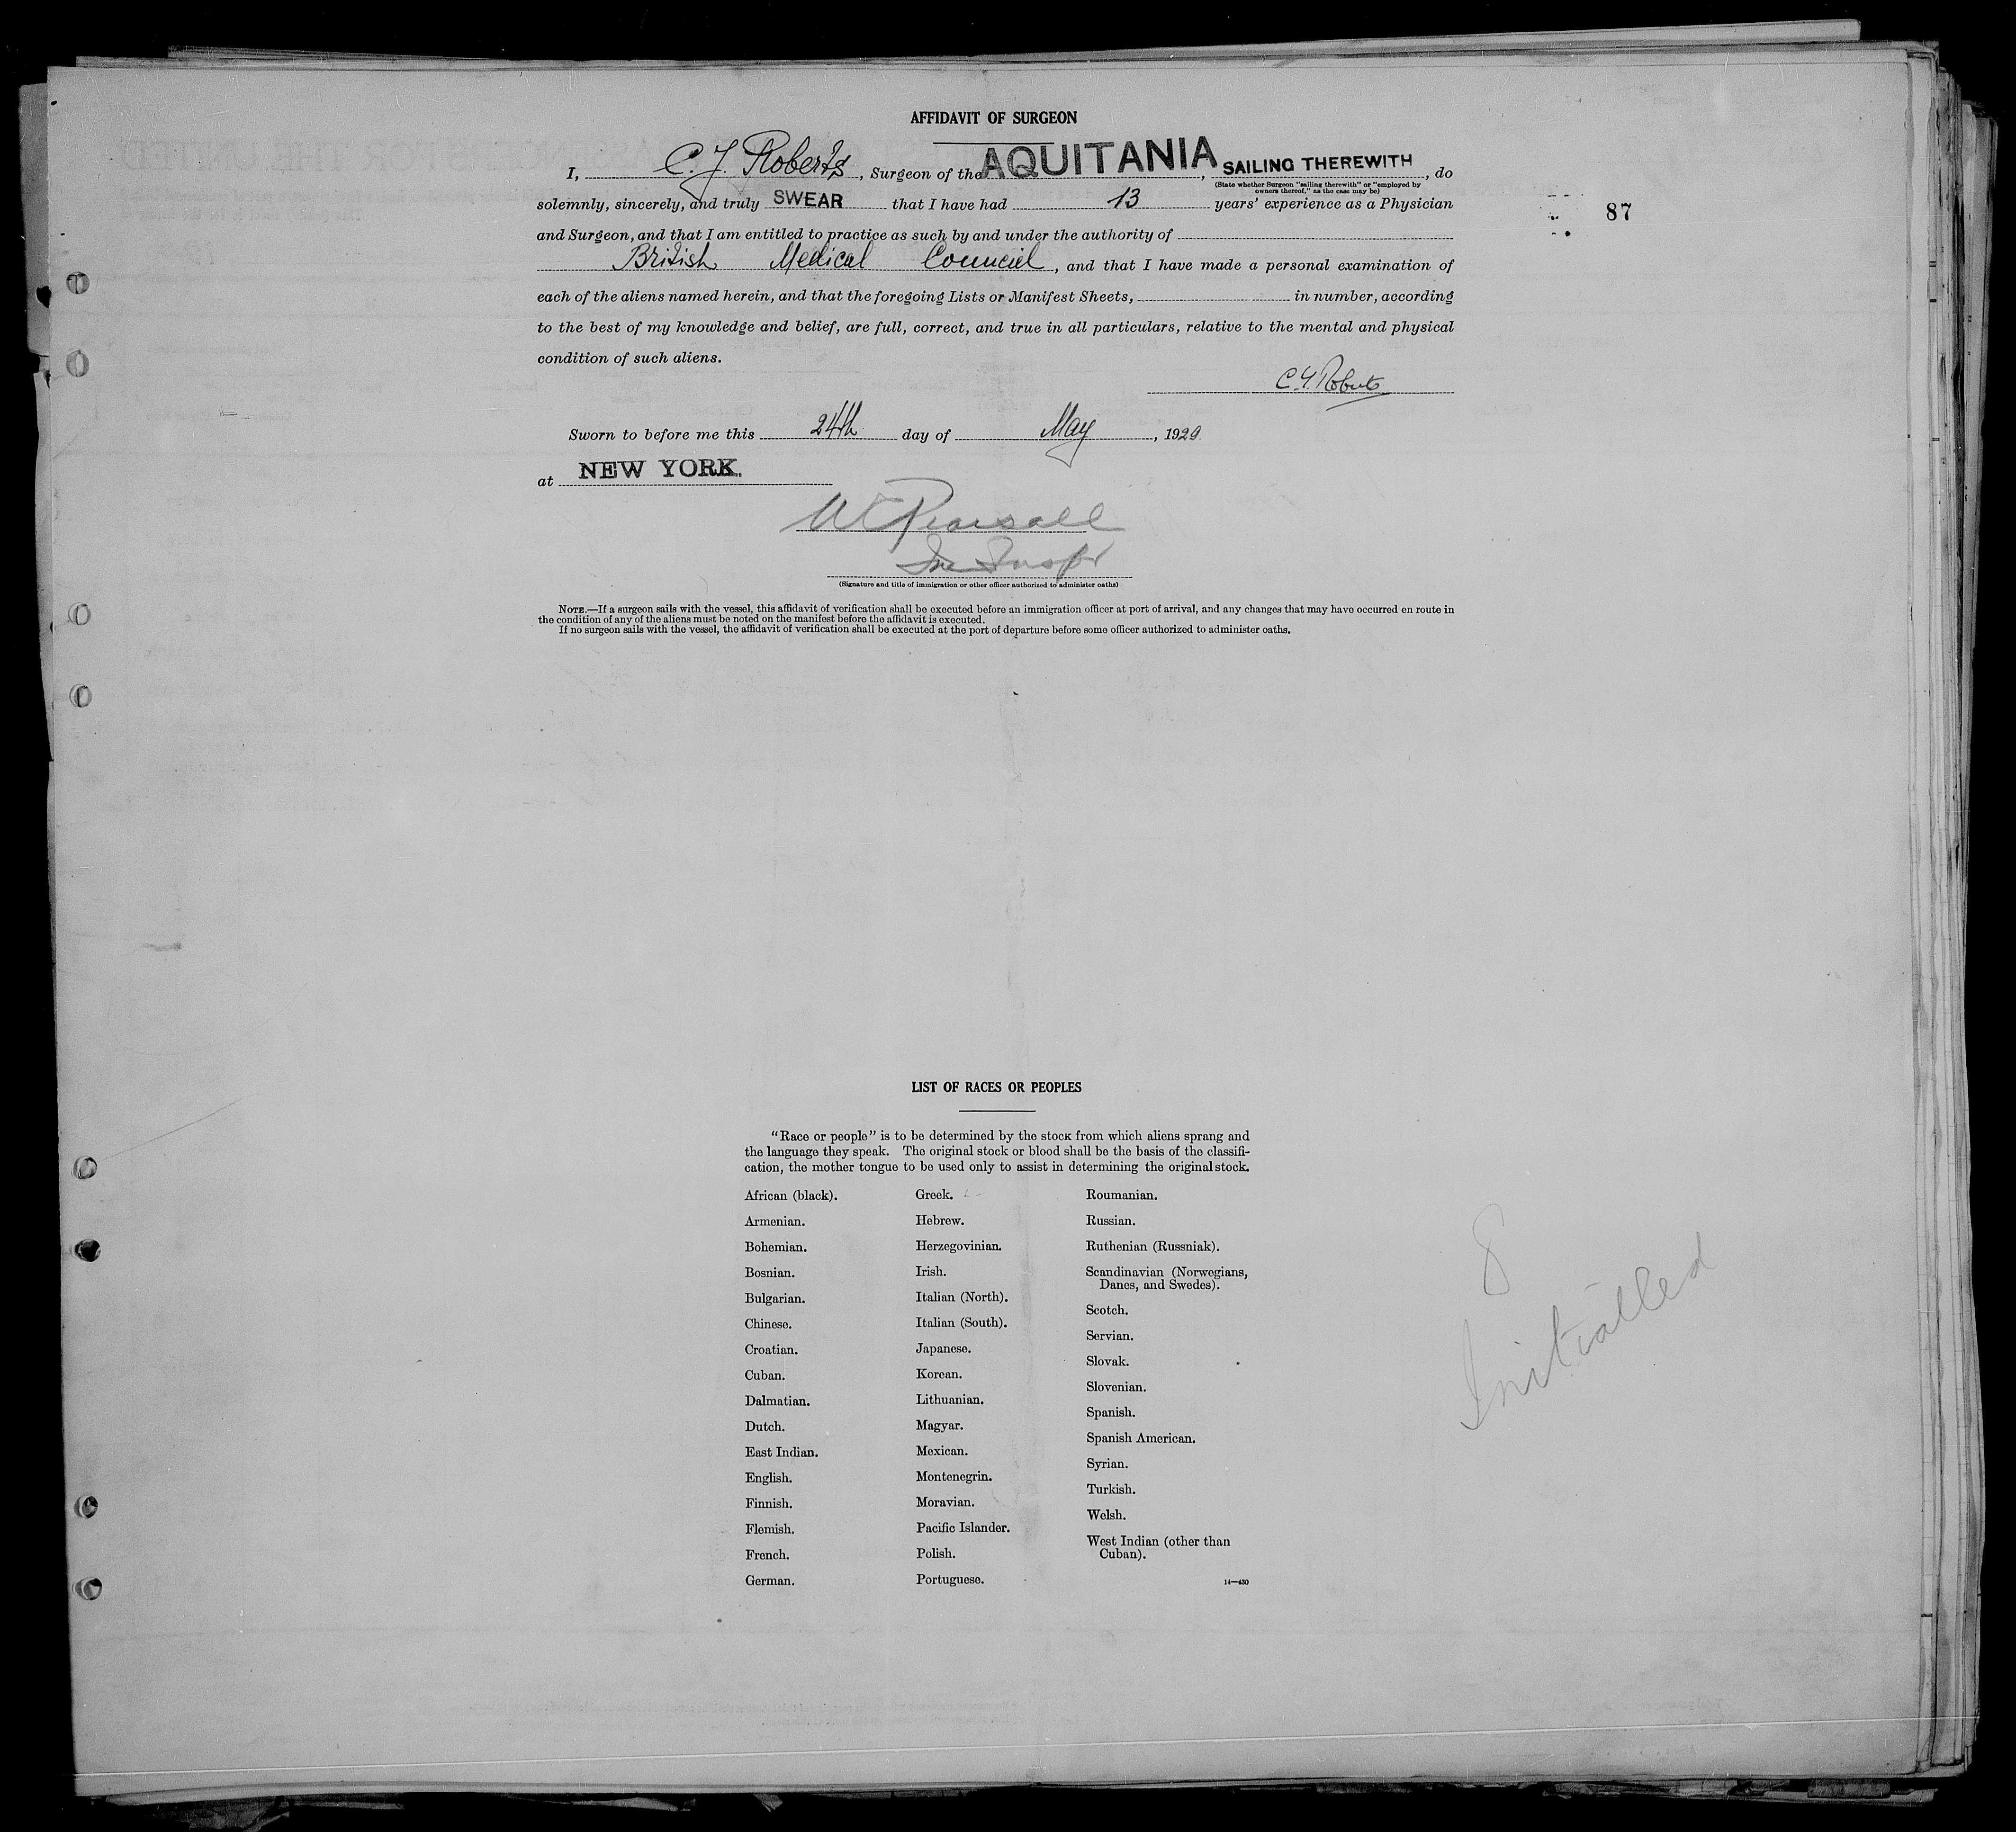 AFFIDAVIT OF SURGEON
I, C. J. Roberts, Surgeon of the AQUITANIA, SAILING THEREWITH, do
(State whether Surgeon "sailing therewith" or "employed by
owners thereof," as the case may be)
solemnly, sincerely, and truly SWEAR that I have had 13 years' experience as a Physician
87
and Surgeon, and that I am entitled to practice as such by and under the authority of
British Medical Council, and that I have made a personal examination of
each of the aliens named herein, and that the foregoing Lists or Manifest Sheets, in number, according
to the best of my knowledge and belief, are full, correct, and true in all particulars, relative to the mental and physical
condition of such aliens.
C. J. Roberts
Sworn to before me this 24th day of May, 1929
at NEW YORK.
W Pearsall
Imm Inspr
(Signature and title of immigration or other officer authorized to administer oaths)
NOTE.—If a surgeon sails with the vessel, this affidavit of verification shall be executed before an immigration officer at port of arrival, and any changes that may have occurred en route in
the condition of any of the aliens must be noted on the manifest before the affidavit is executed.
If no surgeon sails with the vessel, the affidavit of verification shall be executed at the port of departure before some officer authorized to administer oaths.
LIST OF RACES OR PEOPLES
"Race or people" is to be determined by the stock from which aliens sprang and
the language they speak. The original stock or blood shall be the basis of the classifi-
cation, the mother tongue to be used only to assist in determining the original stock.
African (black).
Armenian.
Bohemian.
Bosnian.
Bulgarian.
Chinese.
Croatian.
Cuban.
Dalmatian.
Dutch.
East Indian.
English.
Finnish.
Flemish.
French.
German.
Greek.
Hebrew.
Herzegovinian.
Irish.
Italian (North).
Italian (South).
Japanese.
Korean.
Lithuanian.
Magyar.
Mexican.
Montenegrin.
Moravian.
Pacific Islander.
Polish.
Portuguese.
Roumanian.
Russian.
Ruthenian (Russniak).
Scandinavian (Norwegians,
Danes, and Swedes).
Scotch.
Servian.
Slovak.
Slovenian.
Spanish.
Spanish American.
Syrian.
Turkish.
Welsh.
West Indian (other than
Cuban).
14—430
8
Initialled